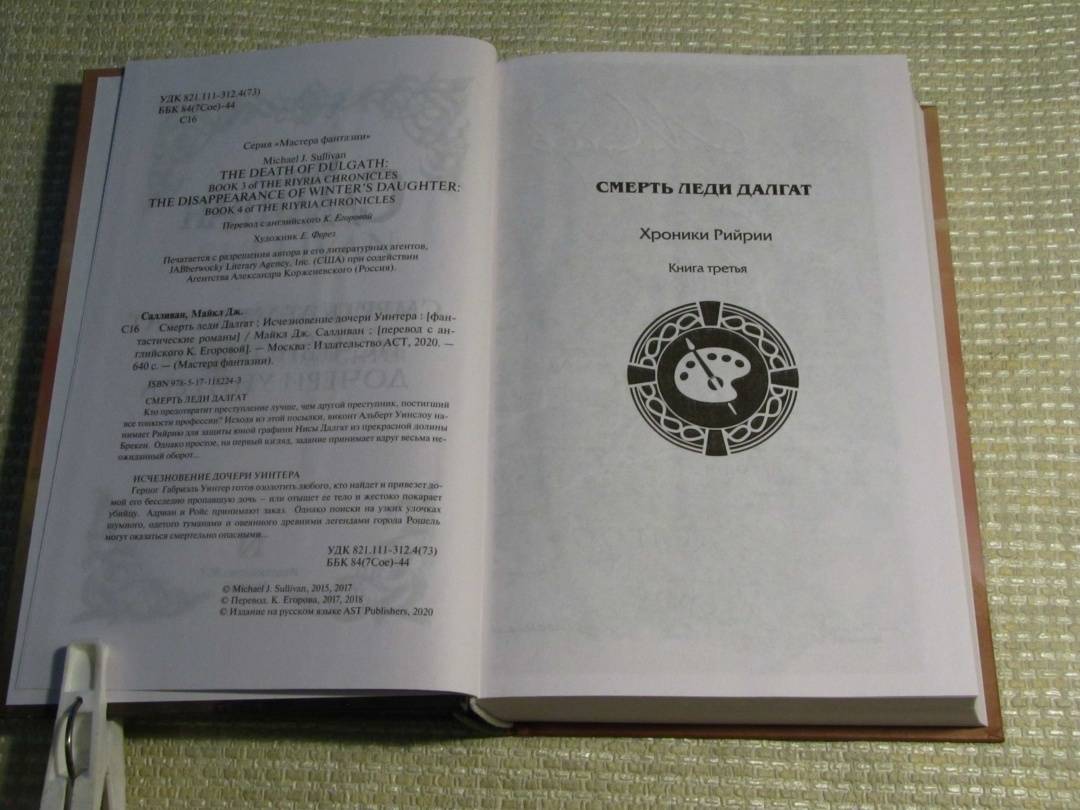 УДК 821.111-312.4(73)
ББК 84(7Сое)-44
С16
Серия «Мастера фантазии»
Michael J. Sullivan
THE DEATH OF DULGATH:
BOOK 3 of THE RIYRIA CHRONICLES
THE DISAPPEARANCE OF WINTER'S DAUGHTER:
BOOK 4 of THE RIYRIA CHRONICLES
Перевод с английского К. Егоровой
Художник Е. Ферез
Печатается с разрешения автора и его литературных агентов,
JABberwocky Literary Agency, Inc. (США) при содействии
Агентства Александра Корженевского (Россия).
Салливан, Майкл Дж.
С16 Смерть леди Далгат ; Исчезновение дочери Уинтера : [фан-
тастические романы] / Майкл Дж. Салливан ; [перевод с ан-
глийского К. Егоровой]. — Москва : Издательство АСТ, 2020. —
640 с. — (Мастера фантазии).
ISBN 978-5-17-118224-3
СМЕРТЬ ЛЕДИ ДАЛГАТ
Кто предотвратит преступление лучше, чем другой преступник, постигший
все тонкости профессии? Исходя из этой посылки, виконт Альберт Уинслоу на-
нимает Рийрию для защиты юной графини Нисы Далгат из прекрасной долины
Брекен. Однако простое, на первый взгляд, задание принимает вдруг весьма не-
ожиданный оборот...
ИСЧЕЗНОВЕНИЕ ДОЧЕРИ УИНТЕРА
Герцог Габриэль Уинтер готов озолотить любого, кто найдет и привезет до-
мой его бесследно пропавшую дочь – или отыщет ее тело и жестоко покарает
убийцу. Адриан и Ройс принимают заказ. Однако поиски на узких улочках
шумного, одетого туманами и овеянного древними легендами города Рошель
могут оказаться смертельно опасными...
УДК 821.111-312.4(73)
ББК 84(7Сое)-44
© Michael J. Sullivan, 2015, 2017
© Перевод. К. Егорова, 2017, 2018
© Издание на русском языке AST Publishers, 2020
СМЕРТЬ ЛЕДИ ДАЛГАТ
Хроники Рийрии
Книга третья